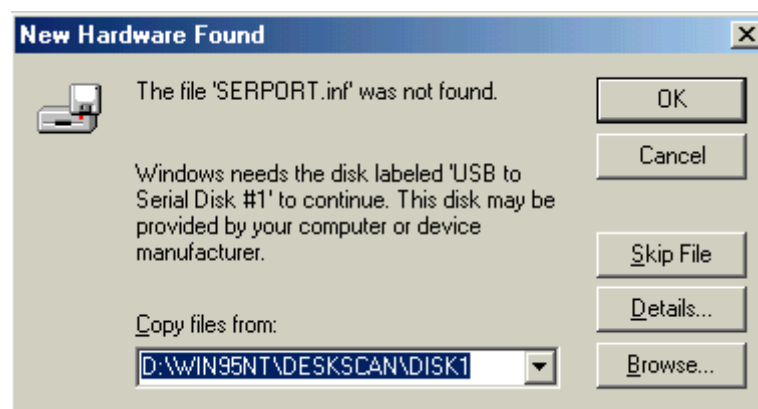 New Hardware Found
The file 'SERPORT.inf' was not found.
OK
Cancel
Windows needs the disk labeled 'USB to
Serial Disk #1' to continue. This disk may be
provided by your computer or device
manufacturer.
Skip File
Details...
Copy files from:
D:\WIN95NT\DESKSCAN\DISK1
Browse...